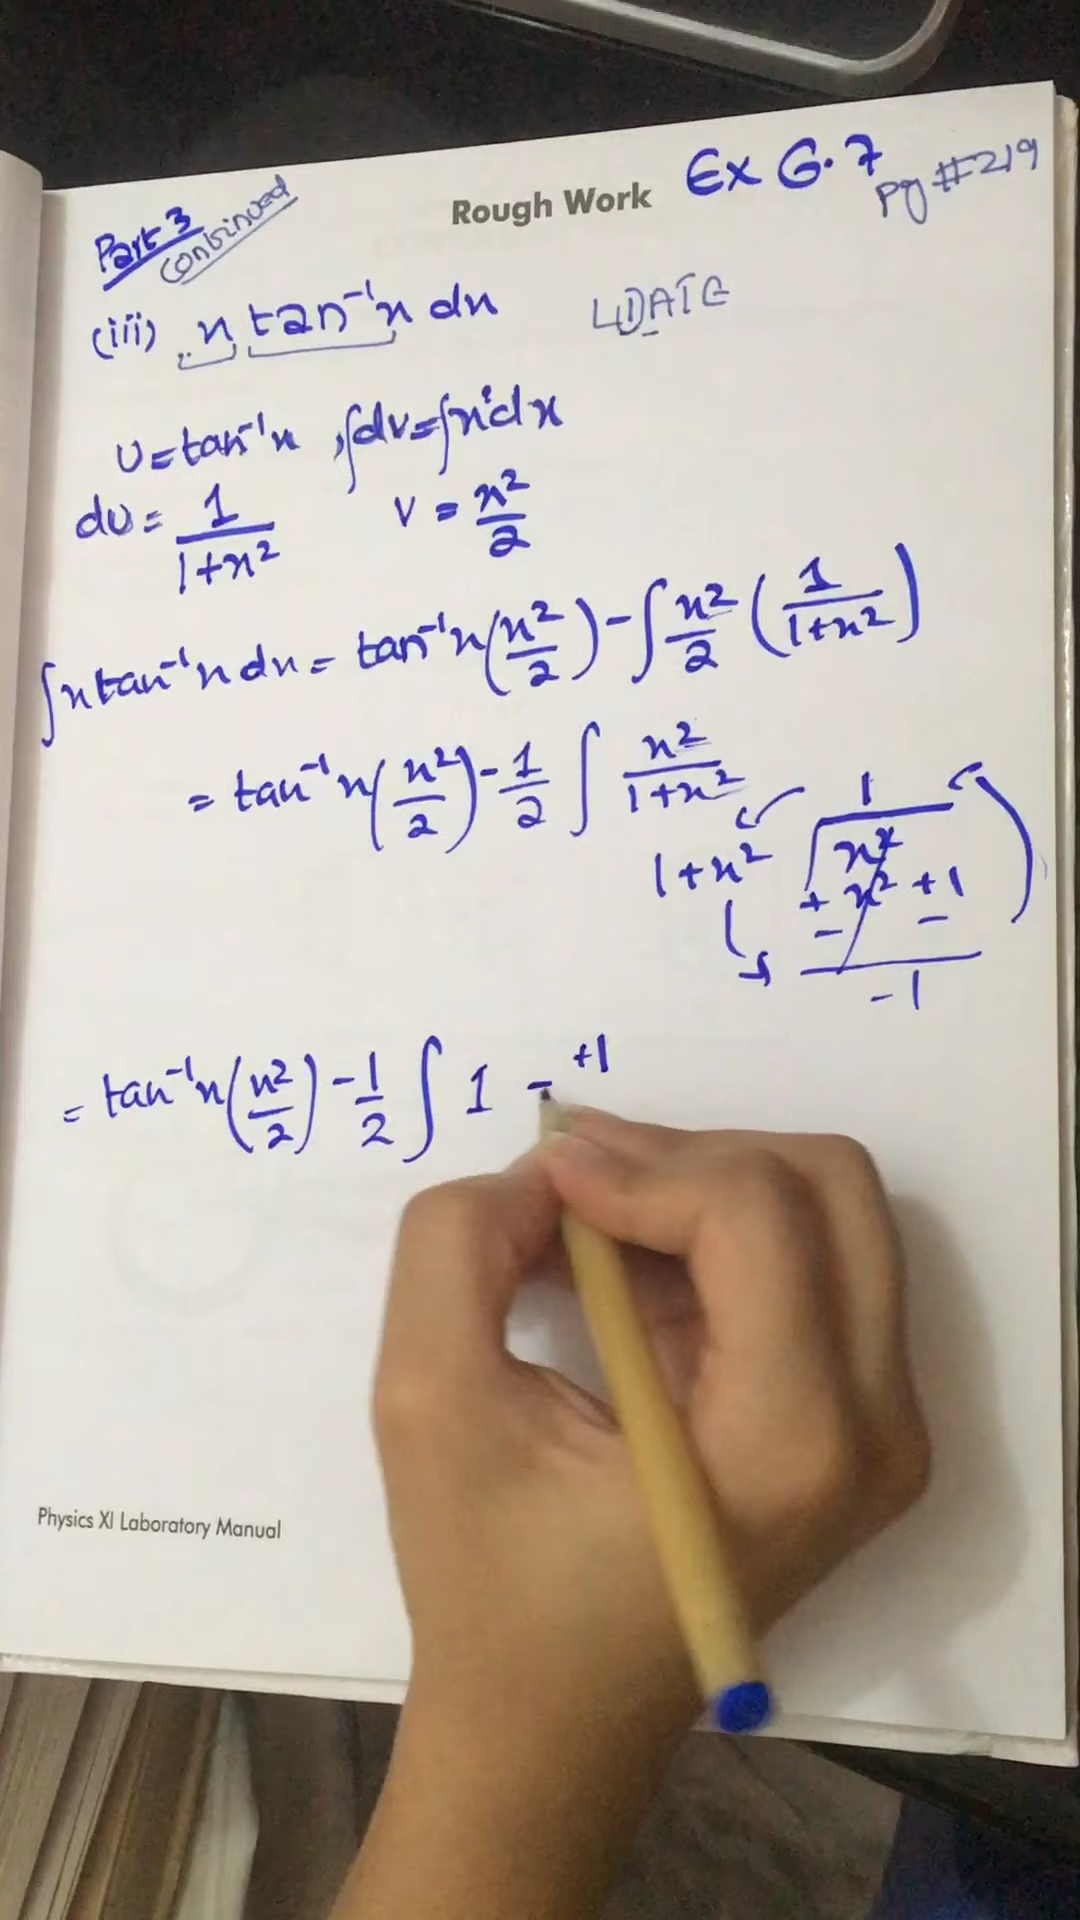 Part 3
continued
Rough Work
Ex 6.7
Pg #219
(iii) x tan⁻¹x dx
LIATE
U=tan⁻¹x , ∫dv=∫x'dx
du = 1/1+x²
v = x²/2
∫x tan⁻¹x dx = tan⁻¹x(x²/2) - ∫x²/2 (1/1+x²)
= tan⁻¹x(x²/2) - 1/2 ∫ x²/1+x²
1
1+x² x²
+ x² +1
- -
-1
= tan⁻¹x(x²/2) - 1/2 ∫ 1 - +1
Physics XI Laboratory Manual